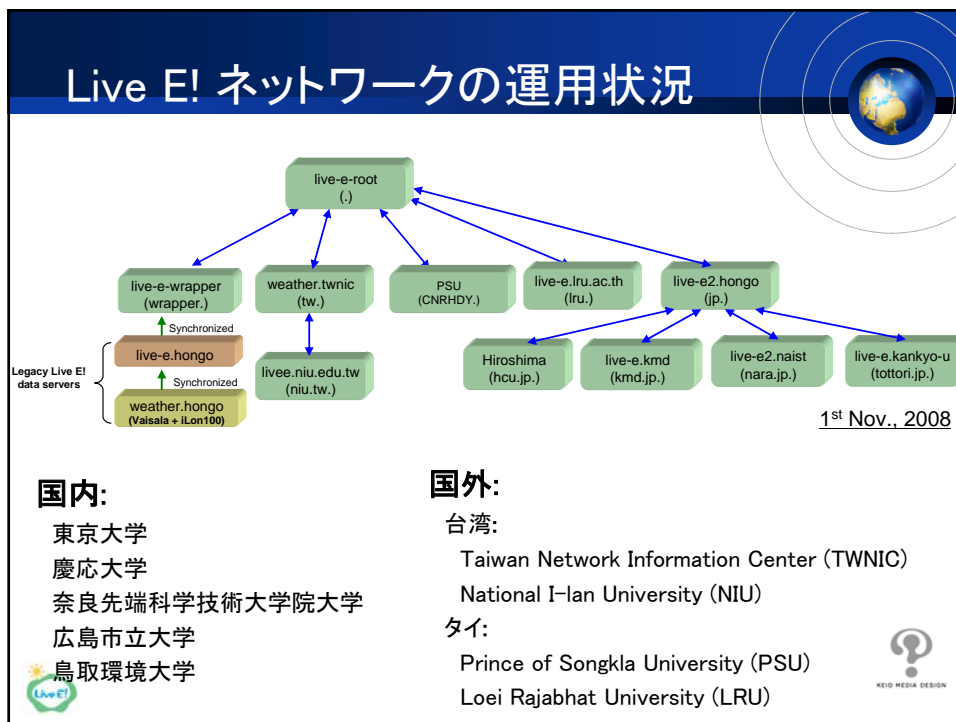 Live E! ネットワークの運用状況
live-e-root
(.)
live-e-wrapper
(wrapper.)
weather.twnic
(tw.)
PSU
(CNRHDY.)
live-e.lru.ac.th
(lru.)
live-e2.hongo
(jp.)
Synchronized
live-e.hongo
Legacy Live E!
data servers
Synchronized
weather.hongo
(Vaisala + iLon100)
livee.niu.edu.tw
(niu.tw.)
Hiroshima
(hcu.jp.)
live-e.kmd
(kmd.jp.)
live-e2.naist
(nara.jp.)
live-e.kankyo-u
(tottori.jp.)
1st Nov., 2008
国内:
東京大学
慶応大学
奈良先端科学技術大学院大学
広島市立大学
鳥取環境大学
国外:
台湾:
Taiwan Network Information Center (TWNIC)
National I-lan University (NIU)
タイ:
Prince of Songkla University (PSU)
Loei Rajabhat University (LRU)
Live E!
KEIO MEDIA DESIGN